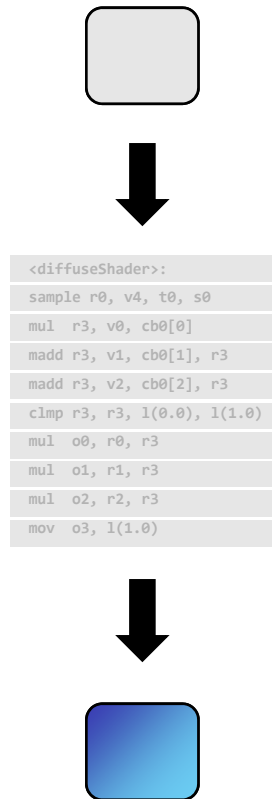 <diffuseShader>:
sample r0, v4, t0, s0
mul r3, v0, cb0[0]
madd r3, v1, cb0[1], r3
madd r3, v2, cb0[2], r3
clmp r3, r3, l(0.0), l(1.0)
mul o0, r0, r3
mul o1, r1, r3
mul o2, r2, r3
mov o3, l(1.0)